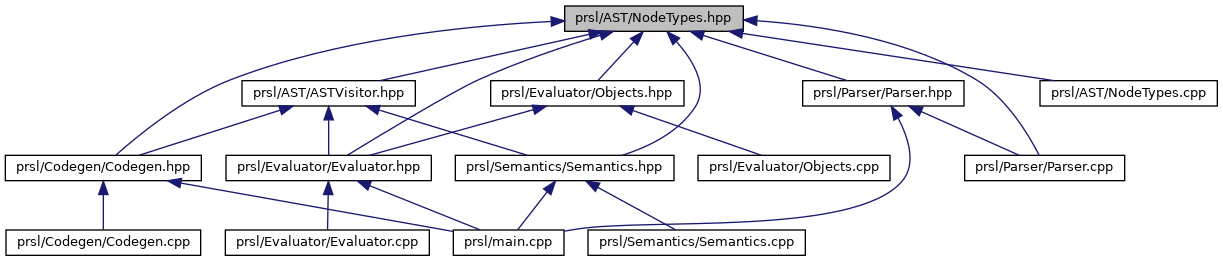 prsl/AST/NodeTypes.hpp
prsl/AST/ASTVisitor.hpp
prsl/Evaluator/Objects.hpp
prsl/Parser/Parser.hpp
prsl/AST/NodeTypes.cpp
prsl/Codegen/Codegen.hpp
prsl/Evaluator/Evaluator.hpp
prsl/Semantics/Semantics.hpp
prsl/Evaluator/Objects.cpp
prsl/Parser/Parser.cpp
prsl/Codegen/Codegen.cpp
prsl/Evaluator/Evaluator.cpp
prsl/main.cpp
prsl/Semantics/Semantics.cpp